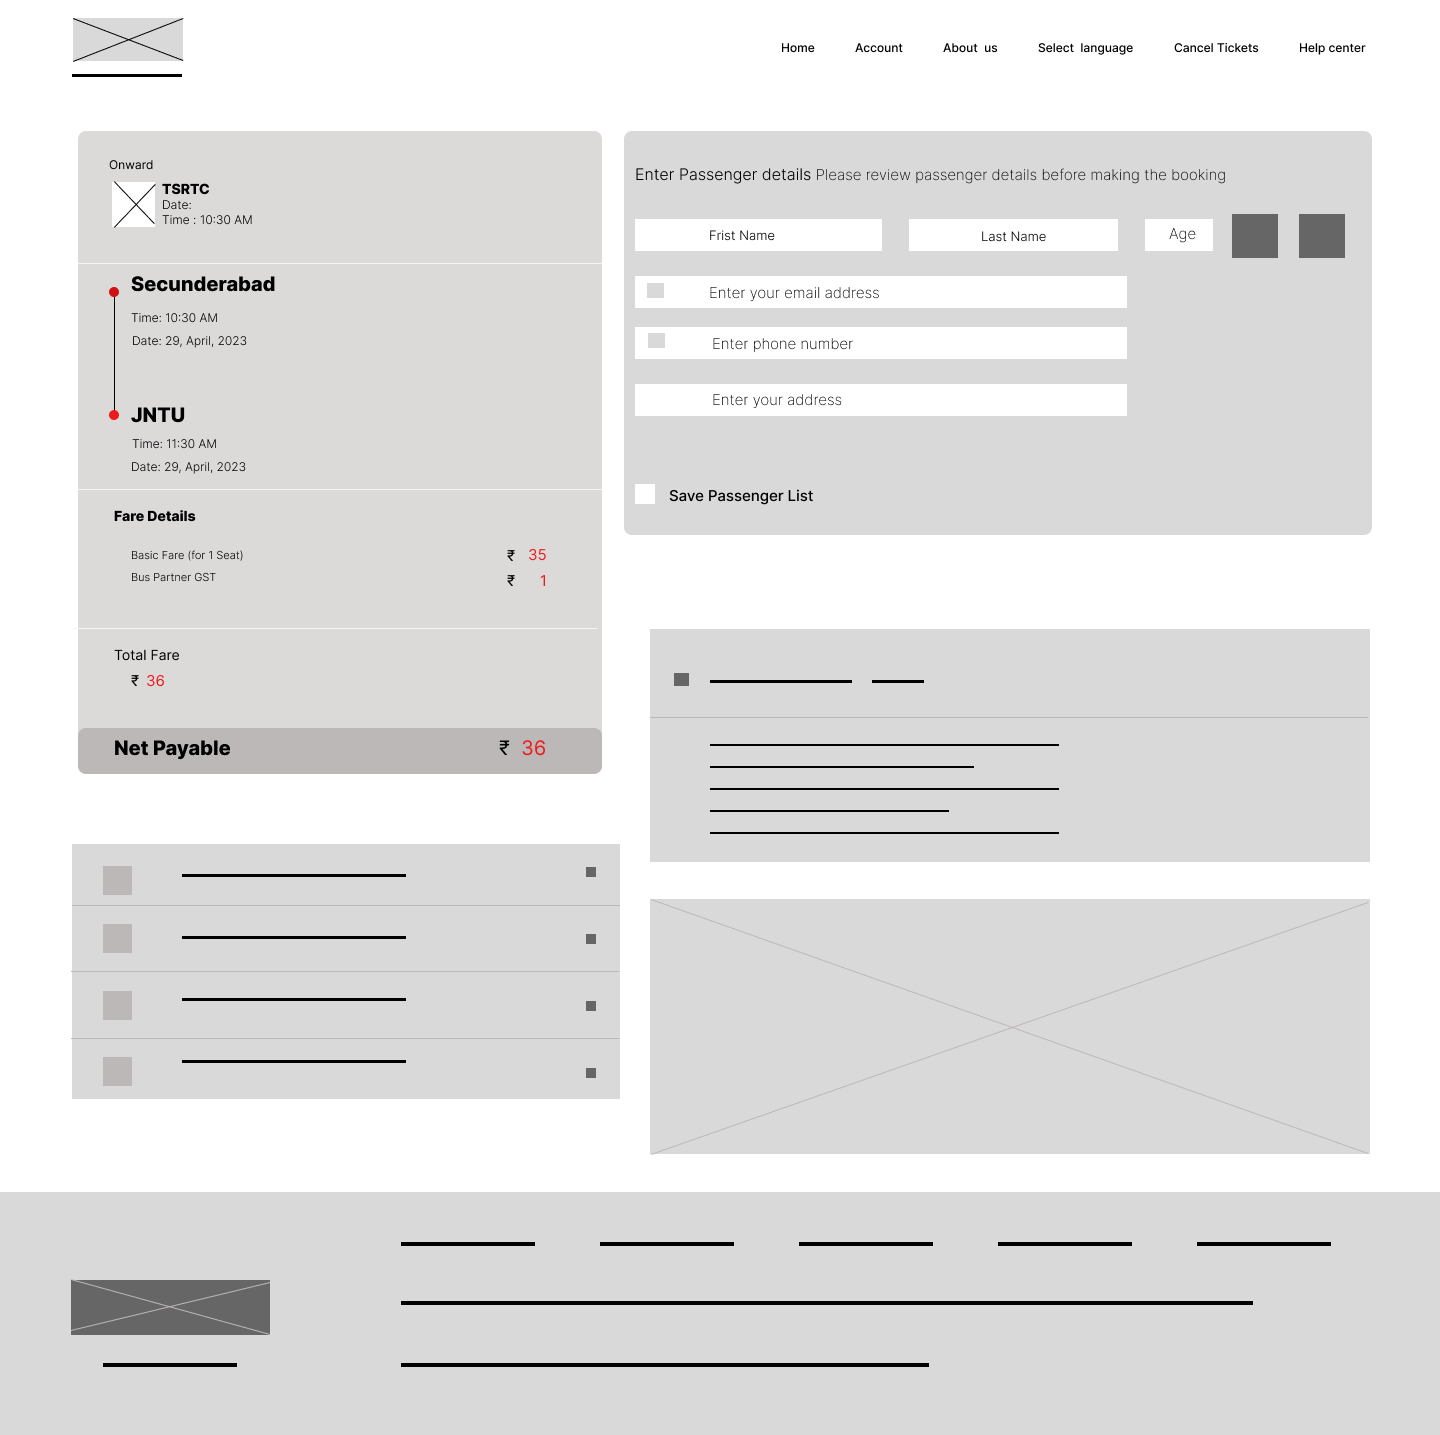 Home Account About us Select language Cancel Tickets Help center
Onward
TSRTC
Date:
Time : 10:30 AM
Secunderabad
Time: 10:30 AM
Date: 29, April, 2023
JNTU
Time: 11:30 AM
Date: 29, April, 2023
Fare Details
Basic Fare (for 1 Seat) ₹ 35
Bus Partner GST ₹ 1
Total Fare
₹ 36
Net Payable ₹ 36
Enter Passenger details Please review passenger details before making the booking
Frist Name Last Name Age
Enter your email address
Enter phone number
Enter your address
Save Passenger List